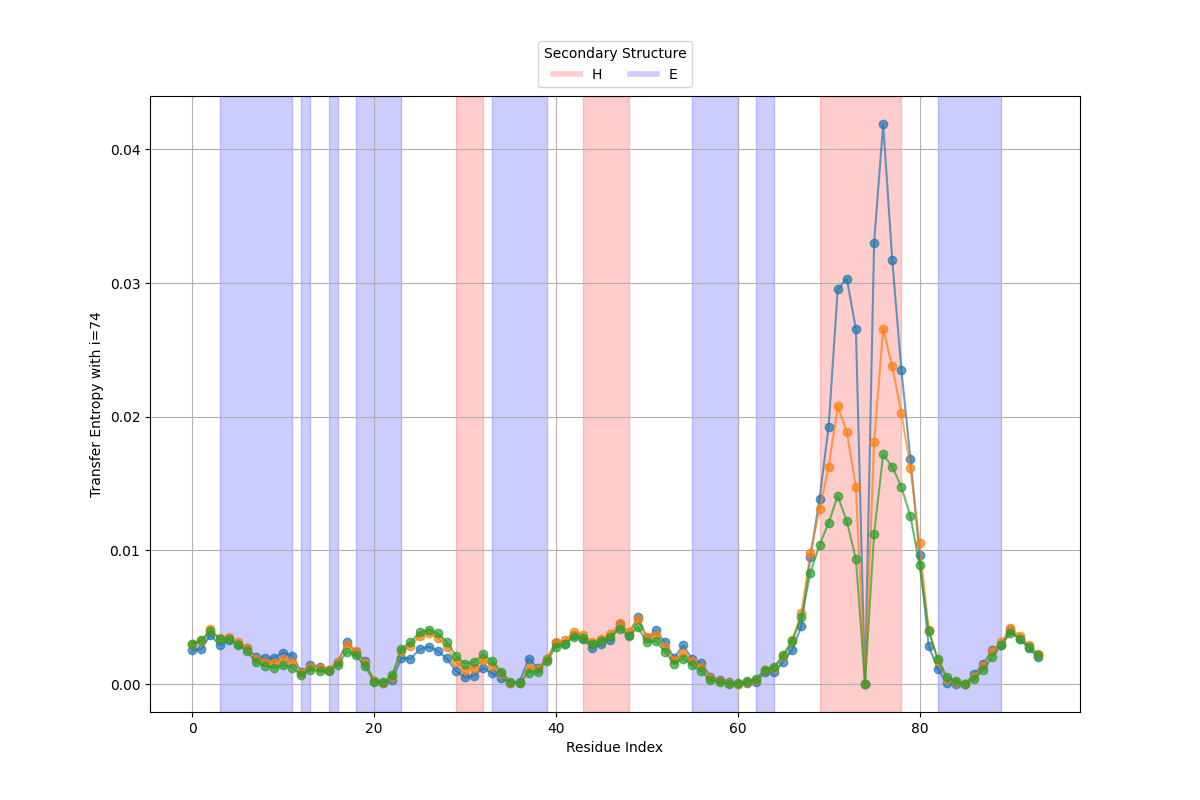 Secondary Structure
H E
0.04
0.03
0.02
0.01
0.00
Transfer Entropy with i=74
0 20 40 60 80
Residue Index